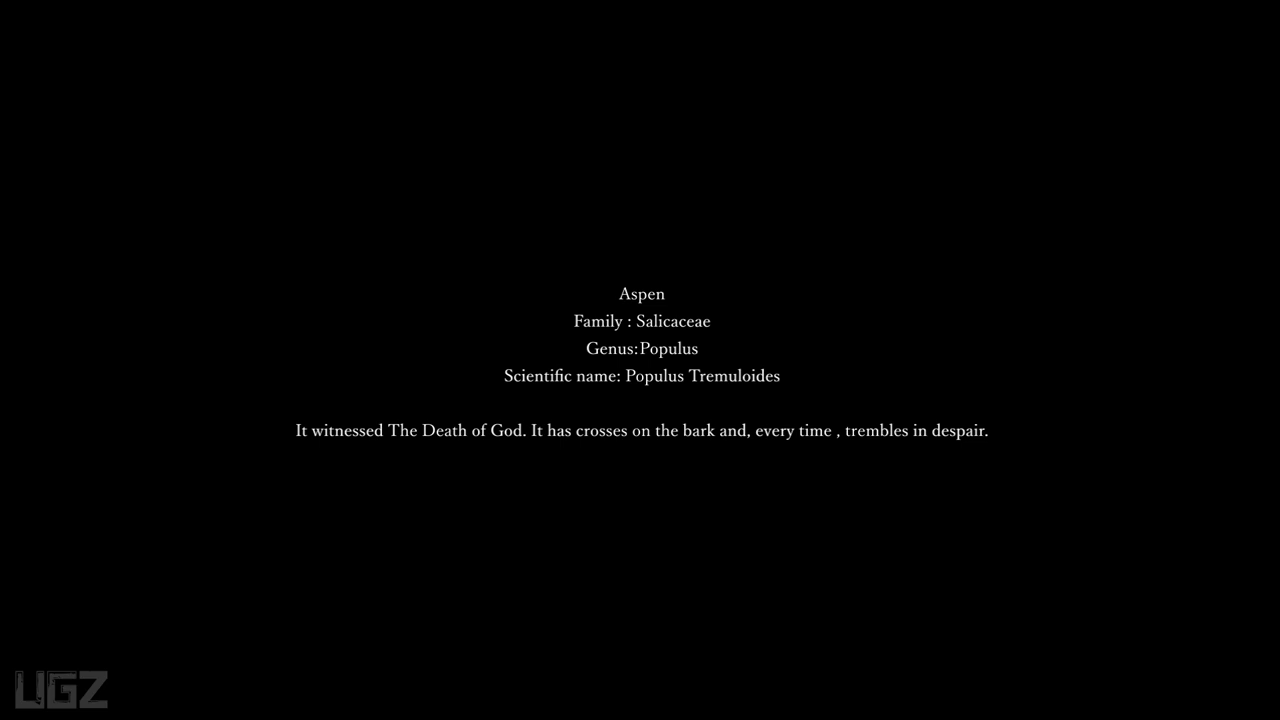 Aspen
Family : Salicaceae
Genus:Populus
Scientific name: Populus Tremuloides
It witnessed The Death of God. It has crosses on the bark and, every time , trembles in despair.
UGZ